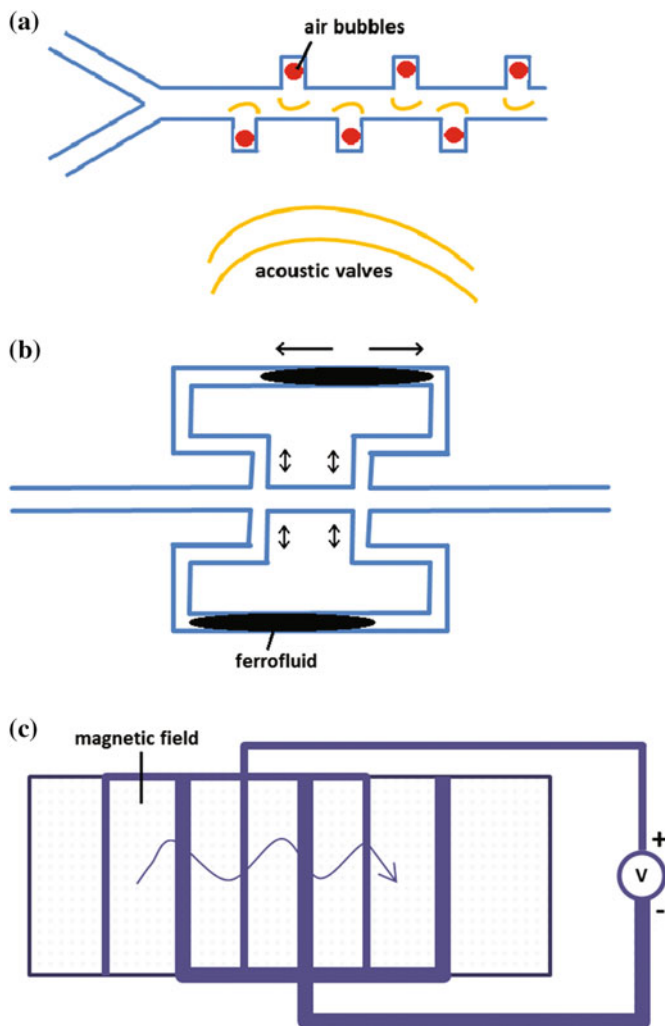 (a)
air bubbles
acoustic valves
(b)
ferrofluid
(c)
magnetic field
+
V
-